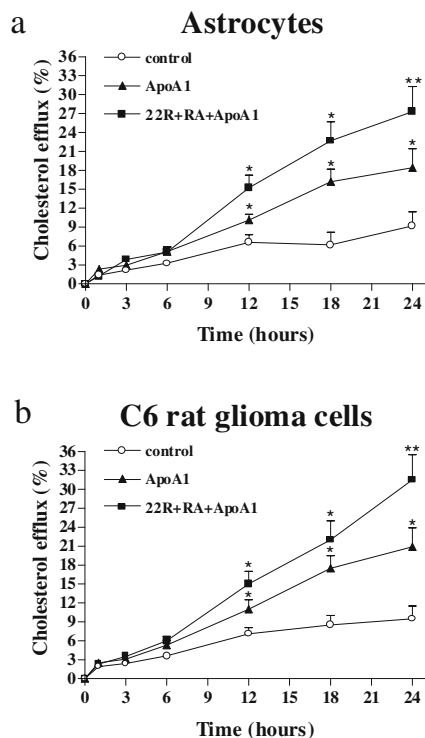 a
Astrocytes
Cholesterol efflux (%)
36
33
30
27
24
21
18
15
12
9
6
3
0
control
ApoA1
22R+RA+ApoA1
*
*
*
*
**
*
0 3 6 9 12 15 18 21 24
Time (hours)
b
C6 rat glioma cells
Cholesterol efflux (%)
36
33
30
27
24
21
18
15
12
9
6
3
0
control
ApoA1
22R+RA+ApoA1
*
*
*
*
**
*
0 3 6 9 12 15 18 21 24
Time (hours)